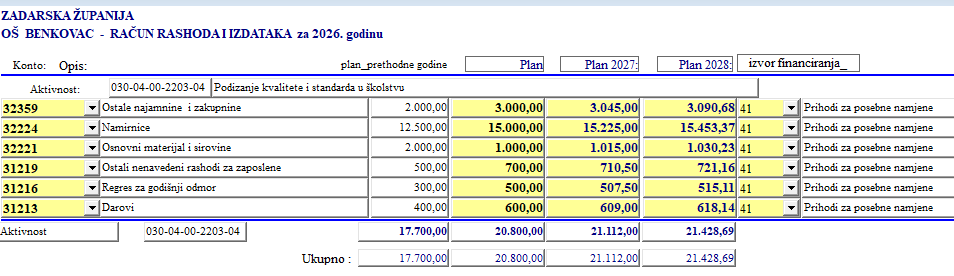 ZADARSKA ŽUPANIJA
OŠ BENKOVAC - RAČUN RASHODA I IZDATAKA za 2026. godinu
Konto: Opis: plan_prethodne godine Plan Plan 2027: Plan 2028: izvor financiranja_
Aktivnost: 030-04-00-2203-04 Podizanje kvalitete i standarda u školstvu
32359 Ostale najamnine i zakupnine 2.000,00 3.000,00 3.045,00 3.090,68 41 Prihodi za posebne namjene
32224 Namirnice 12.500,00 15.000,00 15.225,00 15.453,37 41 Prihodi za posebne namjene
32221 Osnovni materijal i sirovine 2.000,00 1.000,00 1.015,00 1.030,23 41 Prihodi za posebne namjene
31219 Ostali nenavedeni rashodi za zaposlene 500,00 700,00 710,50 721,16 41 Prihodi za posebne namjene
31216 Regres za godišnji odmor 300,00 500,00 507,50 515,11 41 Prihodi za posebne namjene
31213 Darovi 400,00 600,00 609,00 618,14 41 Prihodi za posebne namjene
Aktivnost 030-04-00-2203-04 17.700,00 20.800,00 21.112,00 21.428,69
Ukupno : 17.700,00 20.800,00 21.112,00 21.428,69